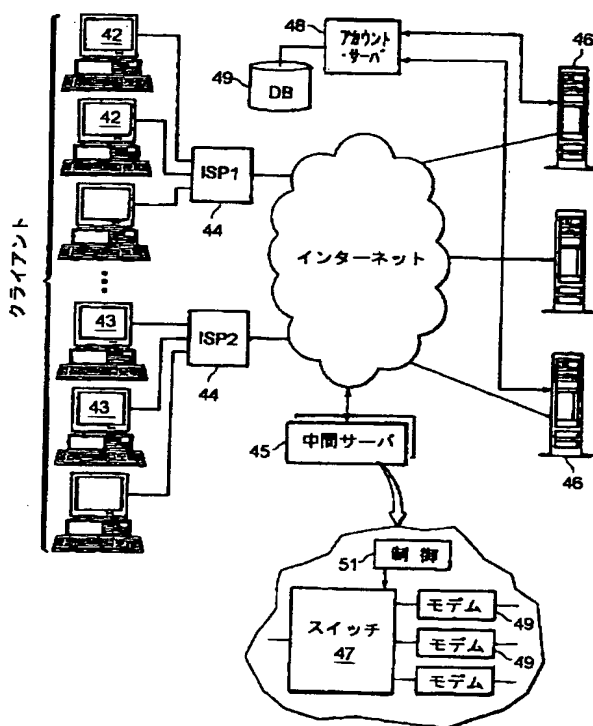 42
48
アカウント
・サーバ
46
49
DB
42
ISP1
44
クライアント
インターネット
43
ISP2
44
43
45
中間サーバ
46
51
制御
スイッチ
47
モデム
49
モデム
49
モデム